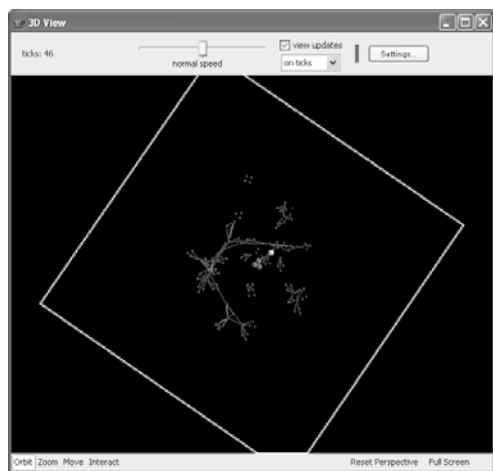 3D View
ticks: 46
normal speed
view updates
on ticks
Settings...
Orbit Zoom Move Interact
Reset Perspective Full Screen